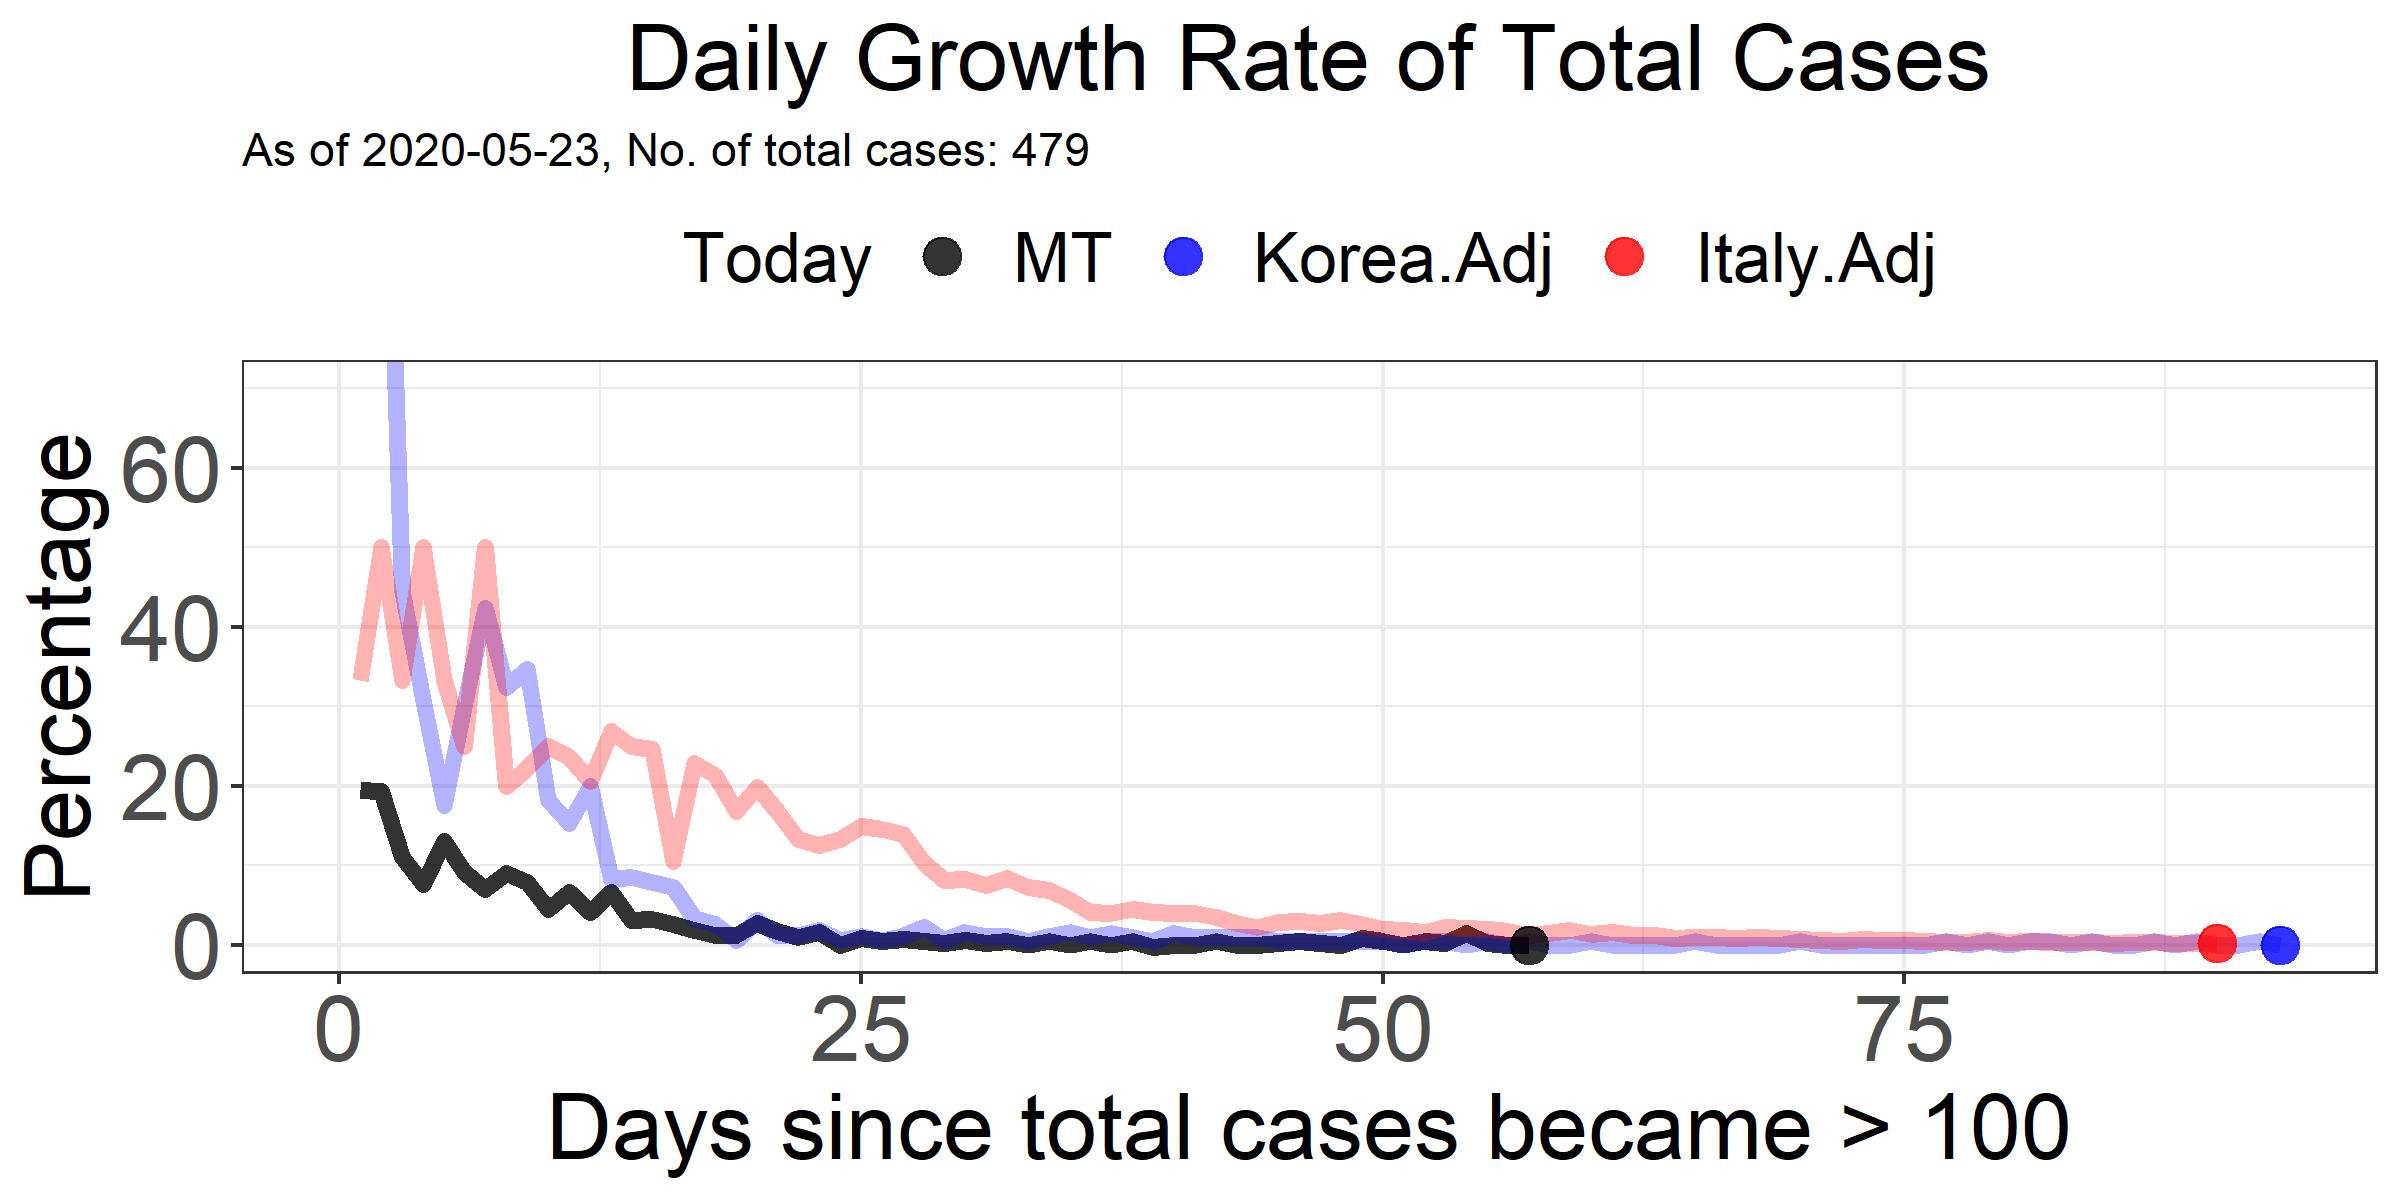 Daily Growth Rate of Total Cases
As of 2020-05-23, No. of total cases: 479
Today MT Korea.Adj Italy.Adj
Percentage
60
40
20
0
0 25 50 75
Days since total cases became > 100